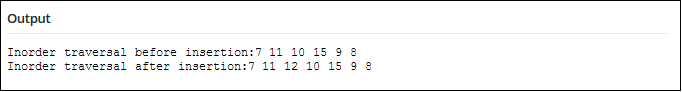 Output
Inorder traversal before insertion:7 11 10 15 9 8
Inorder traversal after insertion:7 11 12 10 15 9 8